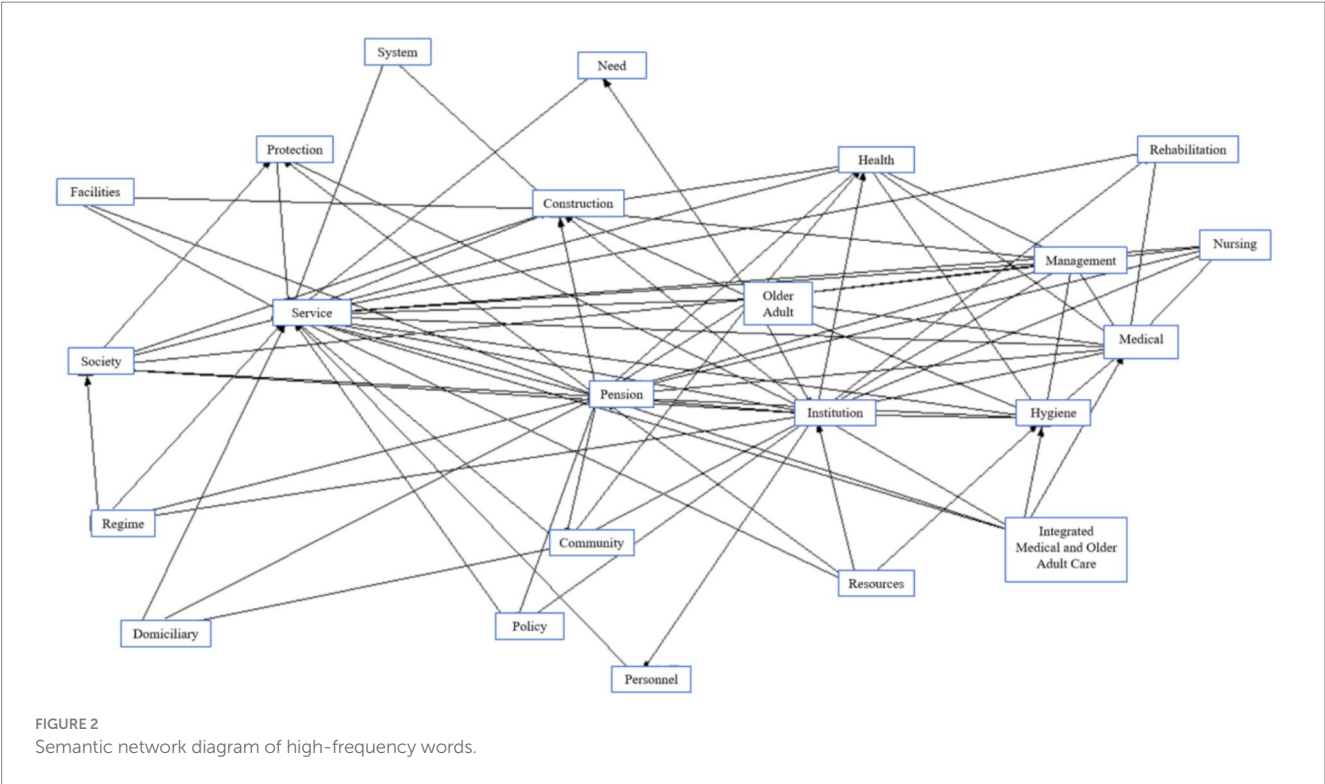 System
Need
Protection
Health
Rehabilitation
Facilities
Construction
Nursing
Management
Older
Adult
Service
Medical
Society
Pension
Institution
Hygiene
Regime
Community
Integrated
Medical and Older
Adult Care
Resources
Policy
Domiciliary
Personnel
FIGURE 2
Semantic network diagram of high-frequency words.